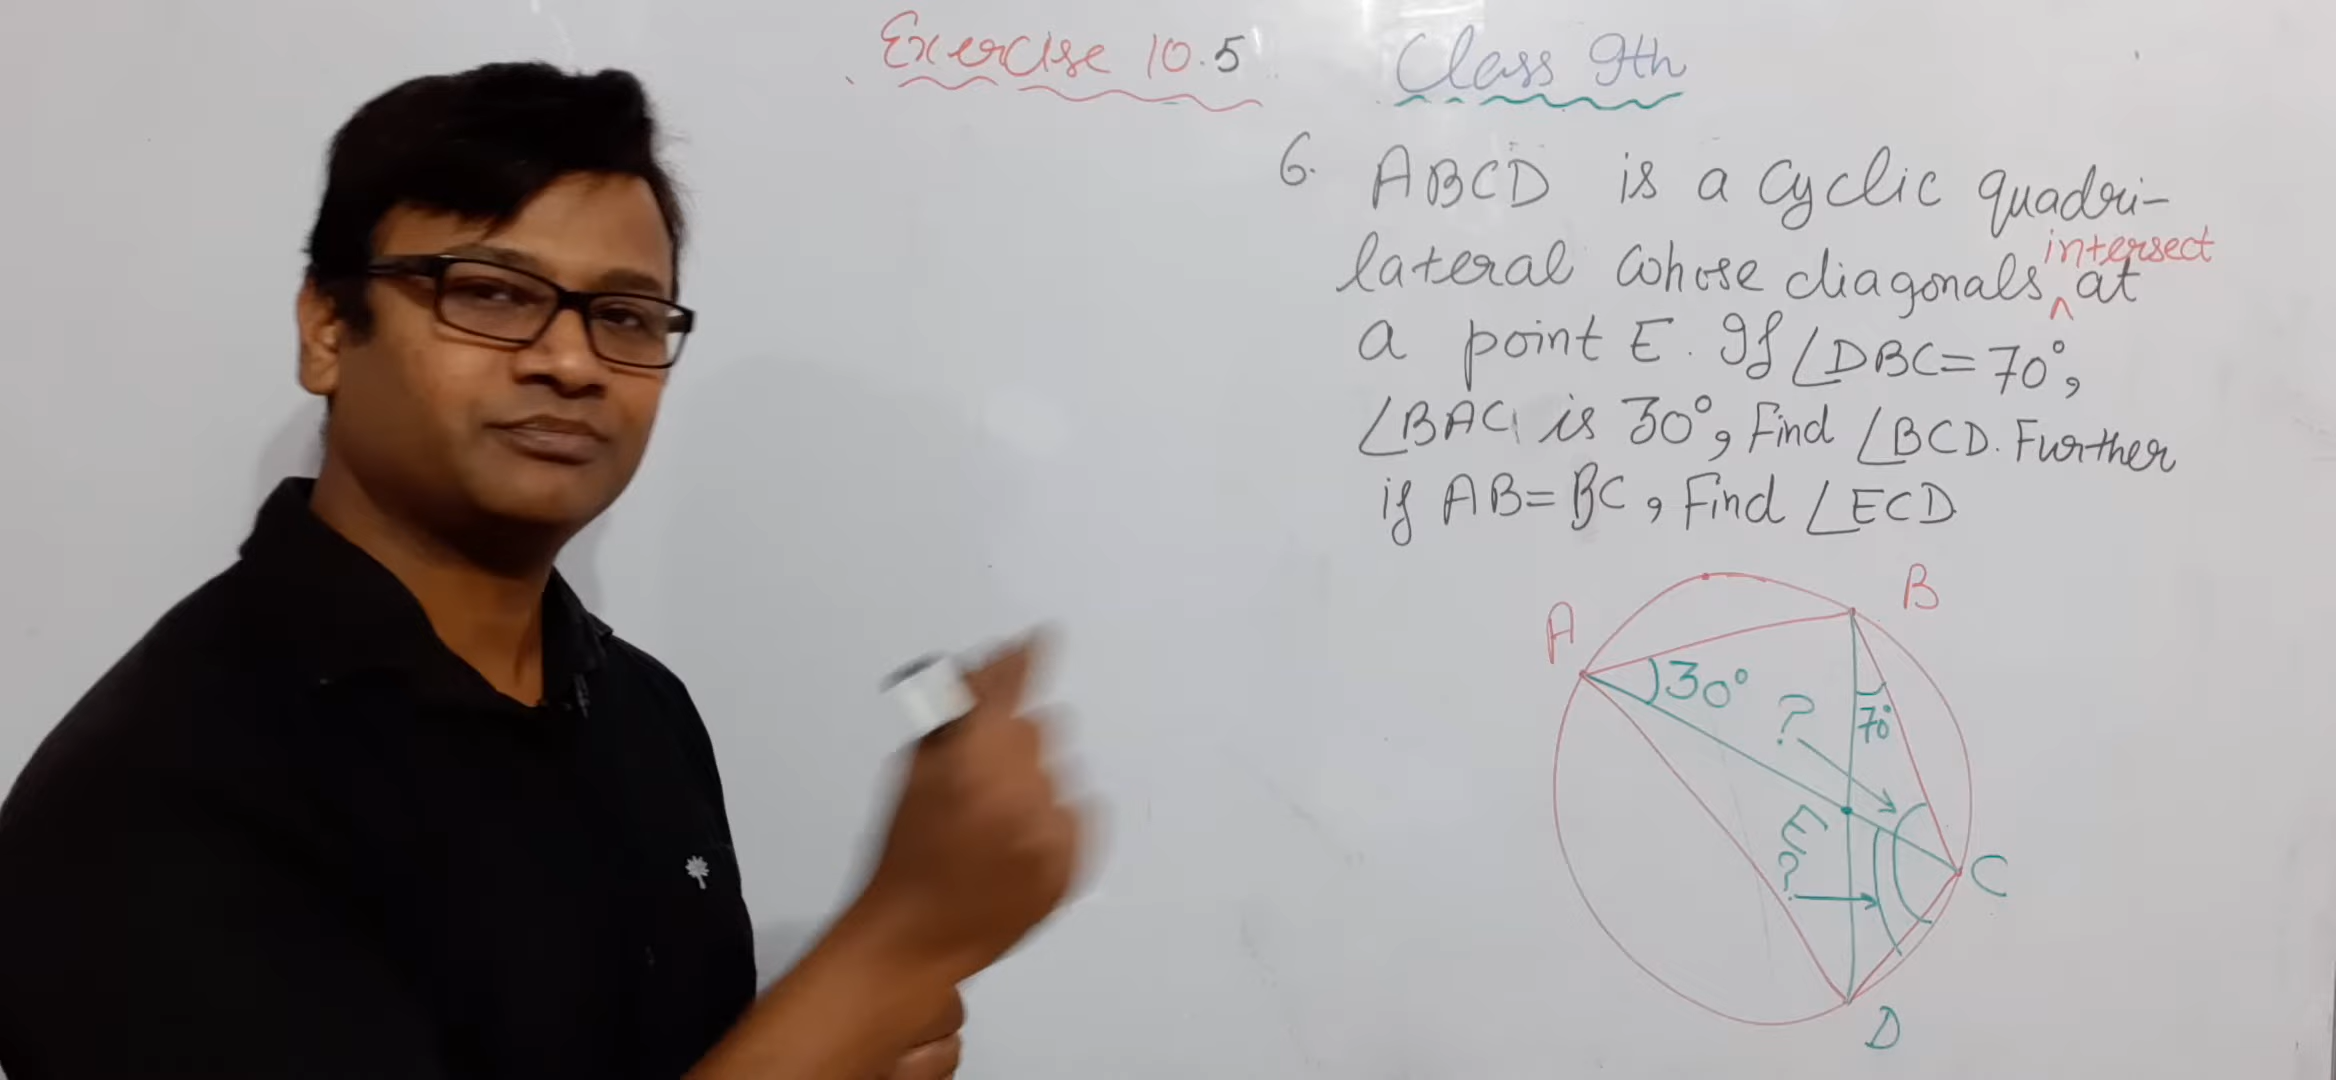 Exercise 10.5
Class 9th
6. ABCD is a cyclic quadri-
lateral whose diagonals intersect at
a point E. If ∠DBC=70°,
∠BAC is 30°, Find ∠BCD. Further
if AB=BC, Find ∠ECD
A
B
30°
?
70°
E
?
C
D